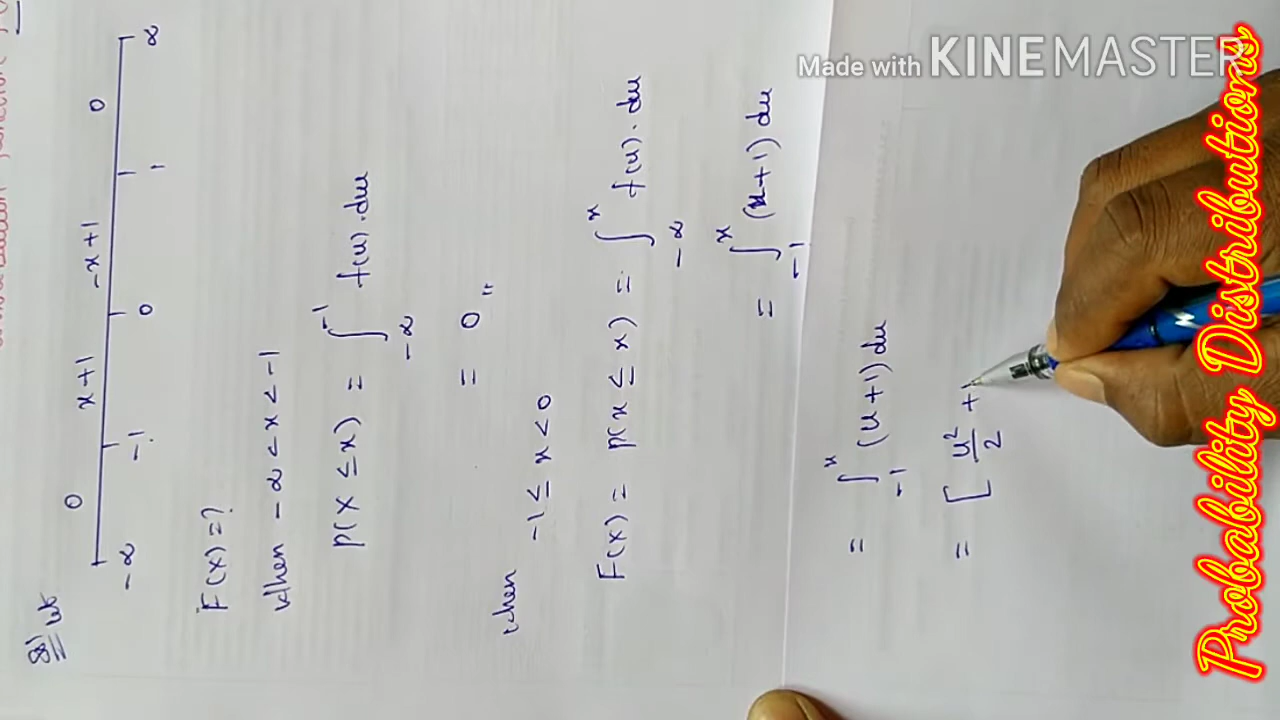 Sol let
0 x+1 -x+1 0
-∞ -1 0 1 ∞
F(x)=?
When -∞ < x < -1
P(X ≤ x) = ∫_{-∞}^{-1} f(u).du
= 0 "
when -1 ≤ x < 0
F(x) = P(x ≤ x) = ∫_{-∞}^{x} f(u).du
= ∫_{-1}^{x} (x+1) du
= ∫_{-1}^{x} (u+1) du
= [ u²/2 +
Made with KINEMASTER
Probability Distributions